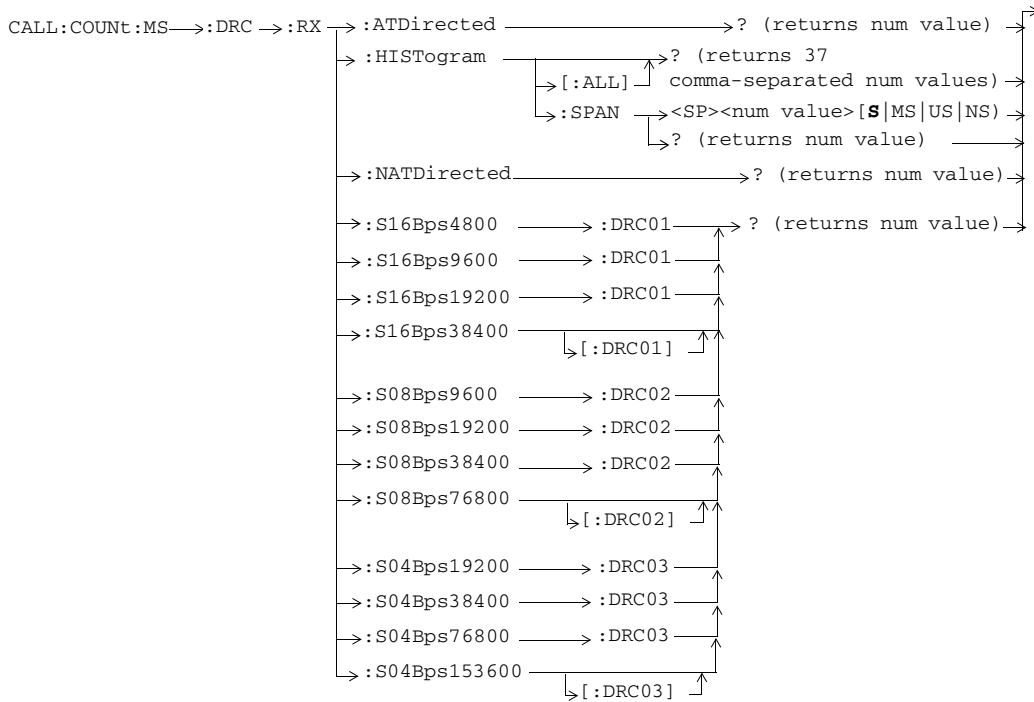 CALL:COUNt:MS :DRC :RX :ATDirected ? (returns num value)
:HISTogram ? (returns 37
[:ALL] comma-separated num values)
:SPAN <SP><num value>[S|MS|US|NS)
? (returns num value)
:NATDirected ? (returns num value)
:S16Bps4800 :DRC01 ? (returns num value)
:S16Bps9600 :DRC01
:S16Bps19200 :DRC01
:S16Bps38400
[:DRC01]
:S08Bps9600 :DRC02
:S08Bps19200 :DRC02
:S08Bps38400 :DRC02
:S08Bps76800
[:DRC02]
:S04Bps19200 :DRC03
:S04Bps38400 :DRC03
:S04Bps76800 :DRC03
:S04Bps153600
[:DRC03]